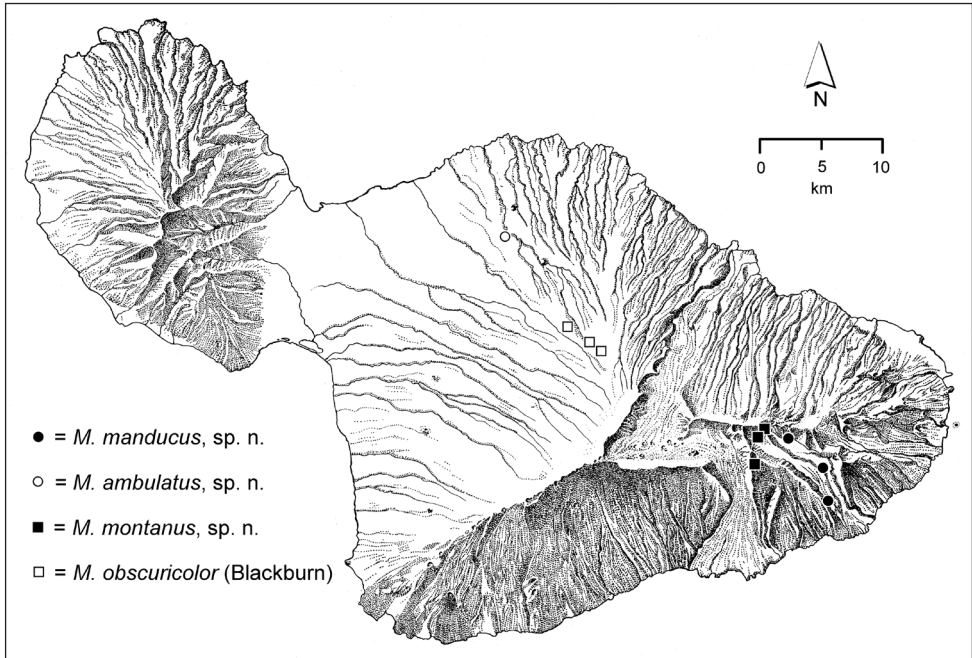 N
0 5 10
km
● = M. manducus, sp. n.
○ = M. ambulatus, sp. n.
■ = M. montanus, sp. n.
□ = M. obscuricolor (Blackburn)